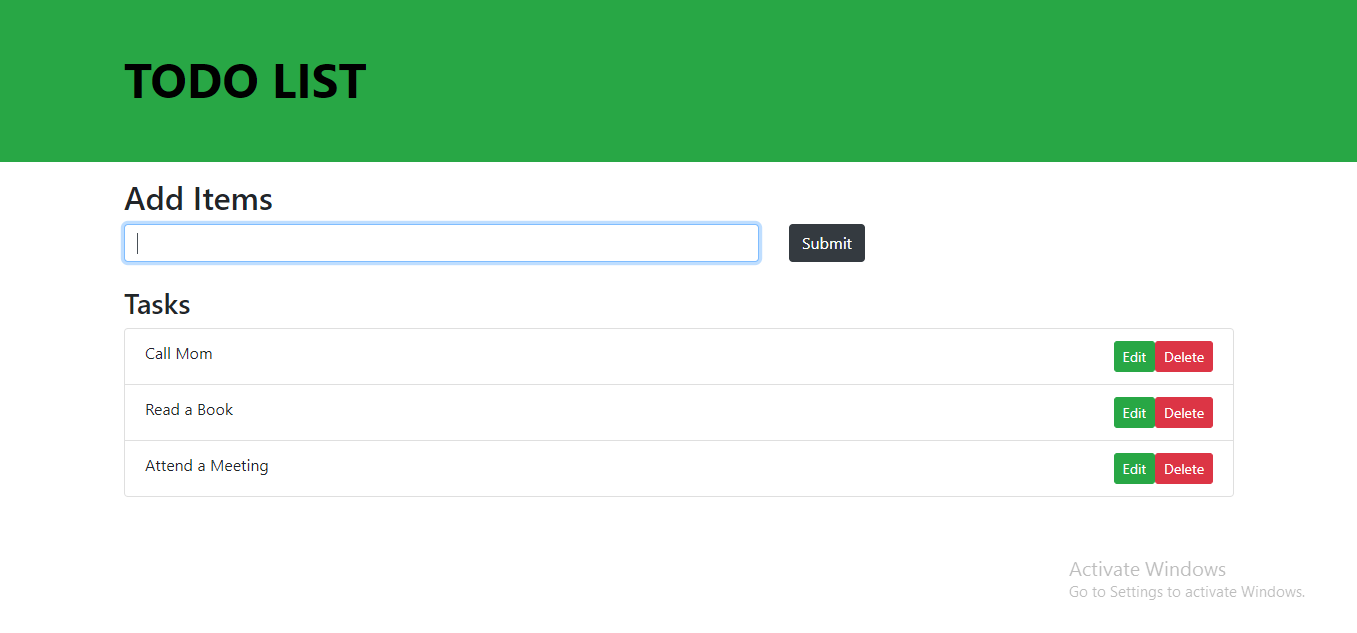 TODO LIST
Add Items
Submit
Tasks
Call Mom Edit Delete
Read a Book Edit Delete
Attend a Meeting Edit Delete
Activate Windows
Go to Settings to activate Windows.